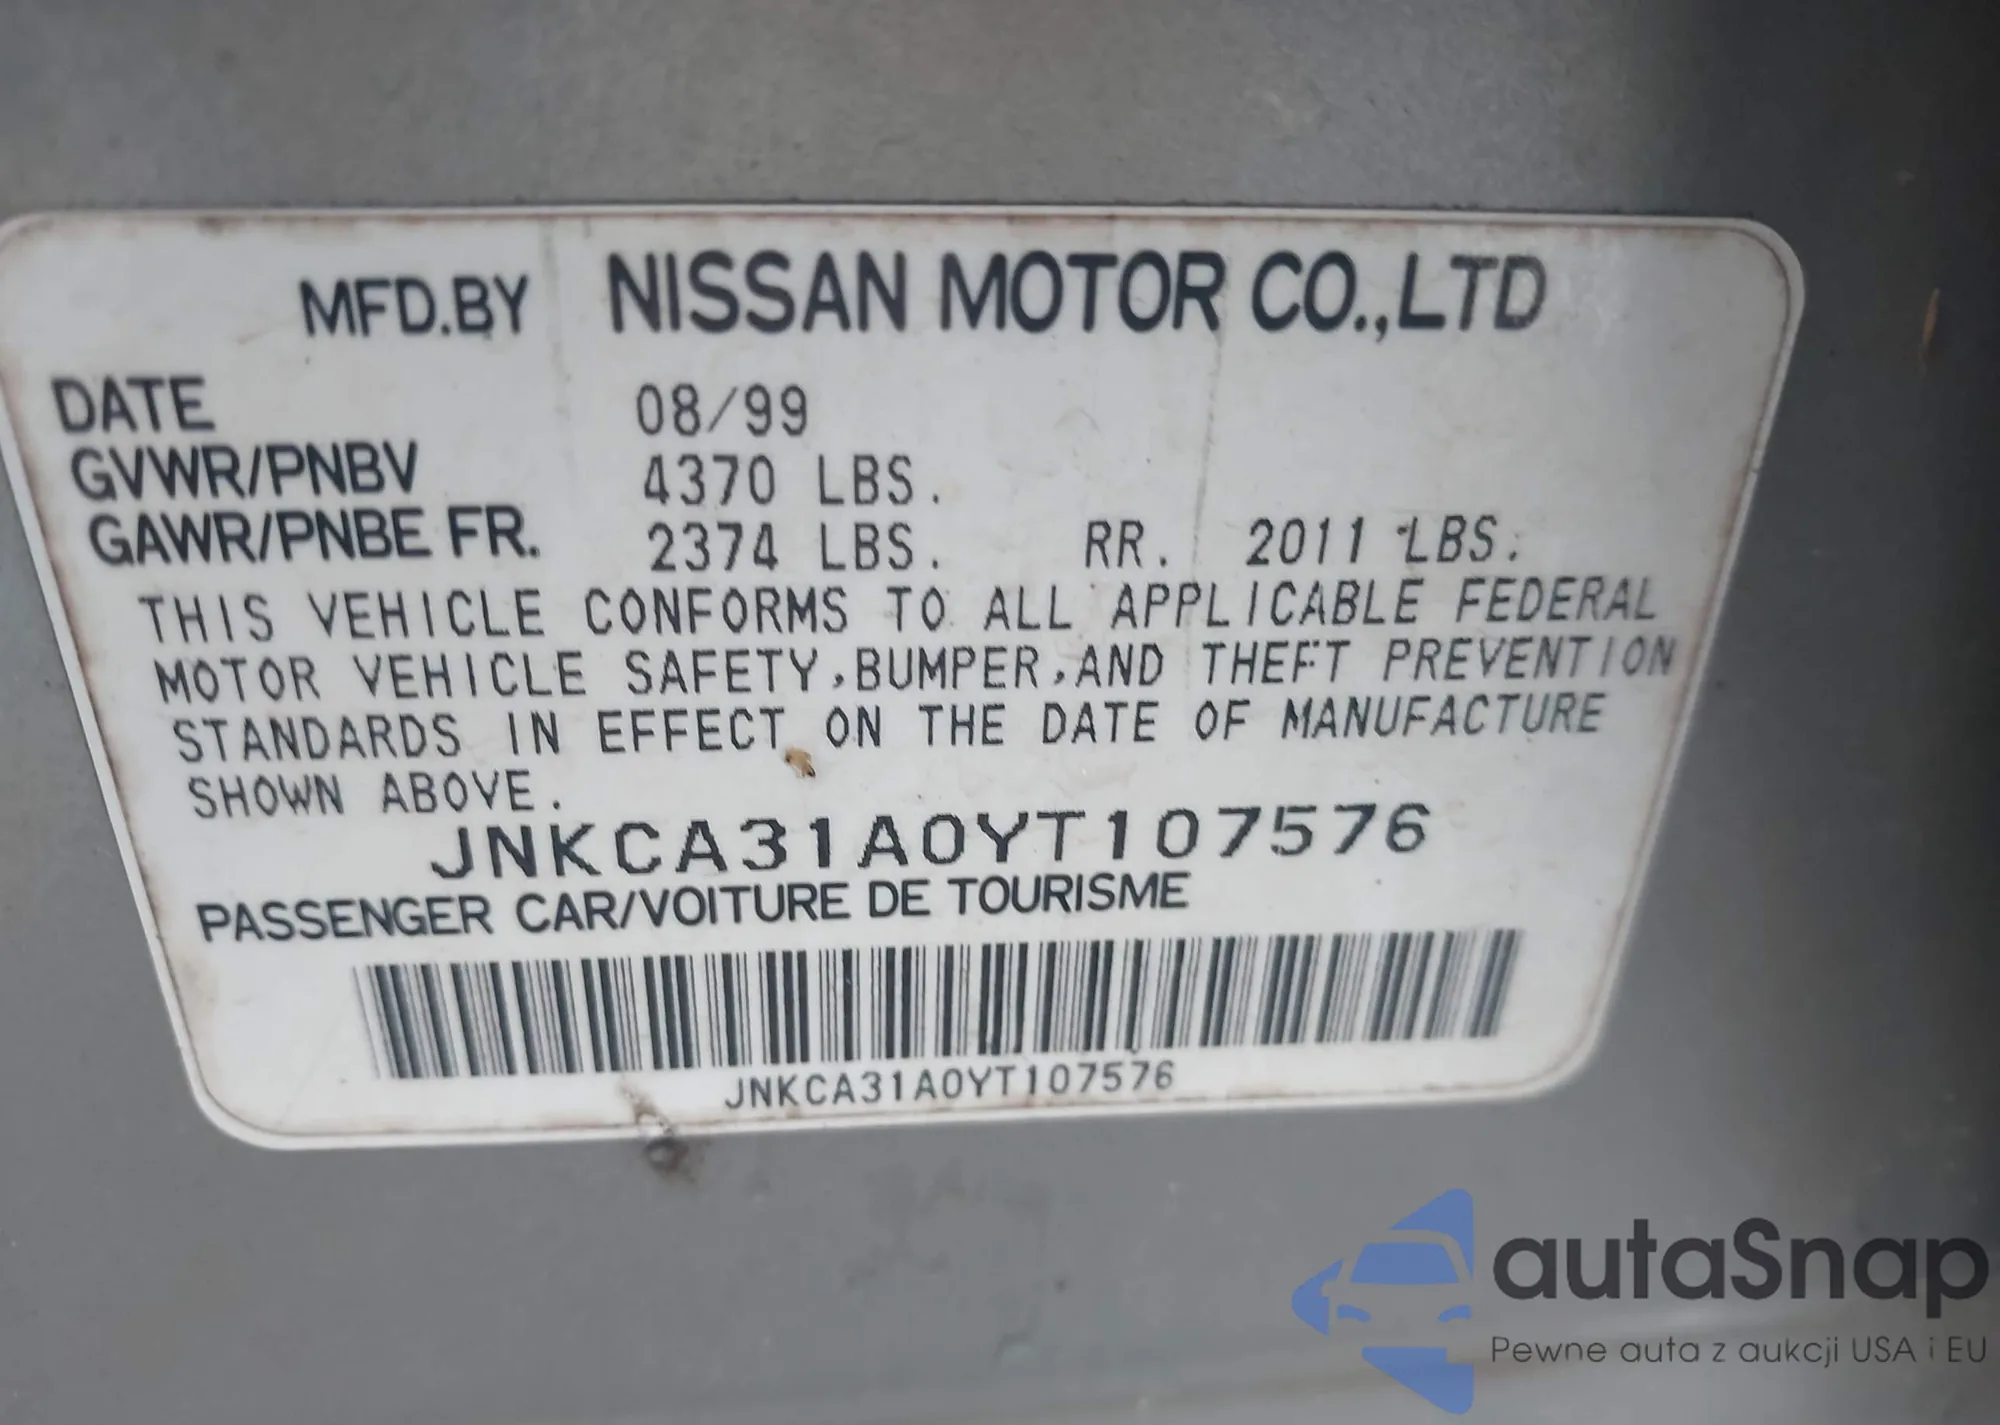 MFD.BY NISSAN MOTOR CO.,LTD
DATE 08/99
GVWR/PNBV 4370 LBS.
GAWR/PNBE FR. 2374 LBS. RR. 2011 LBS.
THIS VEHICLE CONFORMS TO ALL APPLICABLE FEDERAL
MOTOR VEHICLE SAFETY,BUMPER,AND THEFT PREVENTION
STANDARDS IN EFFECT ON THE DATE OF MANUFACTURE
SHOWN ABOVE.
JNKCA31A0YT107576
PASSENGER CAR/VOITURE DE TOURISME
JNKCA31A0YT107576
autaSnap
Pewne auta z aukcji USA i EU